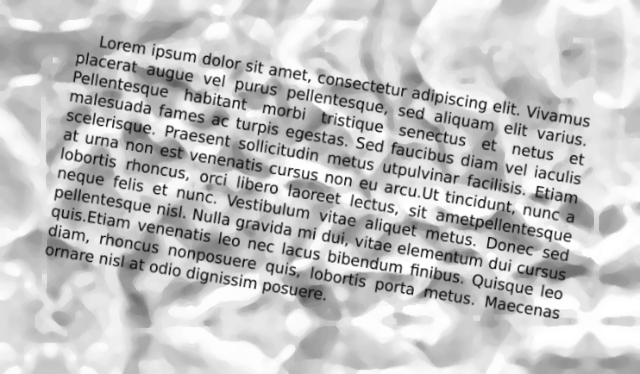 Lorem ipsum dolor sit amet, consectetur adipiscing elit. Vivamus
placerat augue vel purus pellentesque, sed aliquam elit varius.
Pellentesque habitant morbi tristique senectus et netus et
malesuada fames ac turpis egestas. Sed faucibus diam vel iaculis
scelerisque. Praesent sollicitudin metus utpulvinar facilisis. Etiam
at urna non est venenatis cursus non eu arcu.Ut tincidunt, nunc a
lobortis rhoncus, orci libero laoreet lectus, sit ametpellentesque
neque felis et nunc. Vestibulum vitae aliquet metus. Donec sed
pellentesque nisl. Nulla gravida mi dui, vitae elementum dui cursus
quis.Etiam venenatis leo nec lacus bibendum finibus. Quisque leo
diam, rhoncus nonposuere quis, lobortis porta metus. Maecenas
ornare nisl at odio dignissim posuere.